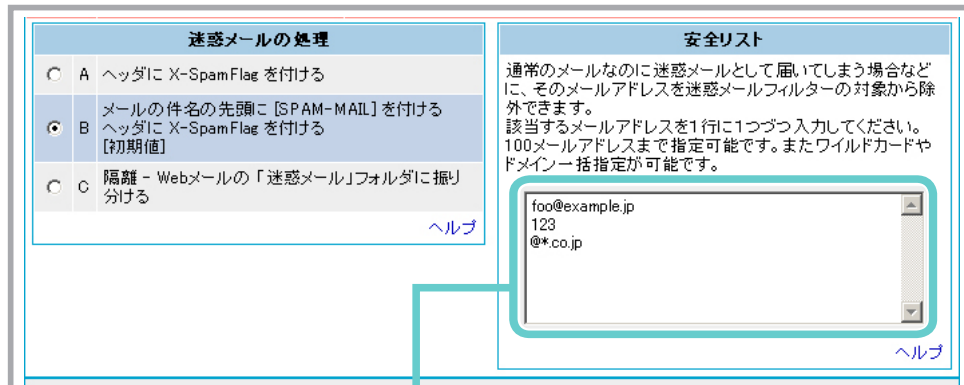 迷惑メールの処理
A ヘッダに X-SpamFlag を付ける
メールの件名の先頭に [SPAM-MAIL] を付ける
B ヘッダに X-SpamFlag を付ける
[初期値]
C 隔離 - Webメールの「迷惑メール」フォルダに振り
分ける
ヘルプ
安全リスト
通常のメールなのに迷惑メールとして届いてしまう場合など
に、そのメールアドレスを迷惑メールフィルターの対象から除
外できます。
該当するメールアドレスを1行に1つづつ入力してください。
100メールアドレスまで指定可能です。またワイルドカードや
ドメイン一括指定が可能です。
foo@example.jp
123
@*.co.jp
ヘルプ